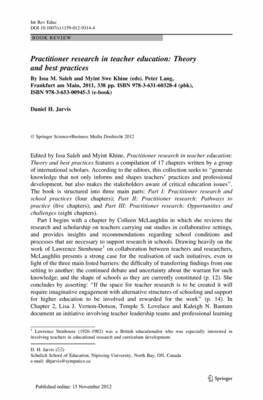 Int Rev Educ
DOI 10.1007/s11159-012-9314-4
BOOK REVIEW
Practitioner research in teacher education: Theory
and best practices
By Issa M. Saleh and Myint Swe Khine (eds). Peter Lang,
Frankfurt am Main, 2011, 338 pp. ISBN 978-3-631-60328-4 (pbk),
ISBN 978-3-653-00945-3 (e-book)
Daniel H. Jarvis
© Springer Science+Business Media Dordrecht 2012
Edited by Issa Saleh and Myint Khine, Practitioner research in teacher education:
Theory and best practices features a compilation of 17 chapters written by a group
of international scholars. According to the editors, this collection seeks to "generate
knowledge that not only informs and shapes teachers' practices and professional
development, but also makes the stakeholders aware of critical education issues".
The book is structured into three main parts: Part I: Practitioner research and
school practices (four chapters); Part II: Practitioner research: Pathways to
practice (five chapters); and Part III: Practitioner research: Opportunities and
challenges (eight chapters).
Part I begins with a chapter by Colleen McLaughlin in which she reviews the
research and scholarship on teachers carrying out studies in collaborative settings,
and provides insights and recommendations regarding school conditions and
processes that are necessary to support research in schools. Drawing heavily on the
work of Lawrence Stenhouse¹ on collaboration between teachers and researchers,
McLaughlin presents a strong case for the realisation of such initiatives, even in
light of the three main listed barriers: the difficulty of transferring findings from one
setting to another; the continued debate and uncertainty about the warrant for such
knowledge; and the shape of schools as they are currently constituted (p. 12). She
concludes by asserting: "If the space for teacher research is to be created it will
require imaginative engagement with alternative structures of schooling and support
for higher education to be involved and rewarded for the work" (p. 14). In
Chapter 2, Lisa J. Vernon-Dotson, Temple S. Lovelace and Kaleigh N. Bantum
document an initiative involving teacher leadership teams and professional learning
¹ Lawrence Stenhouse (1926–1982) was a British educationalist who was especially interested in
involving teachers in educational research and curriculum development.
D. H. Jarvis (✉)
Schulich School of Education, Nipissing University, North Bay, ON, Canada
e-mail: dhjarvis@sympatico.ca
Published online: 15 November 2012
Springer